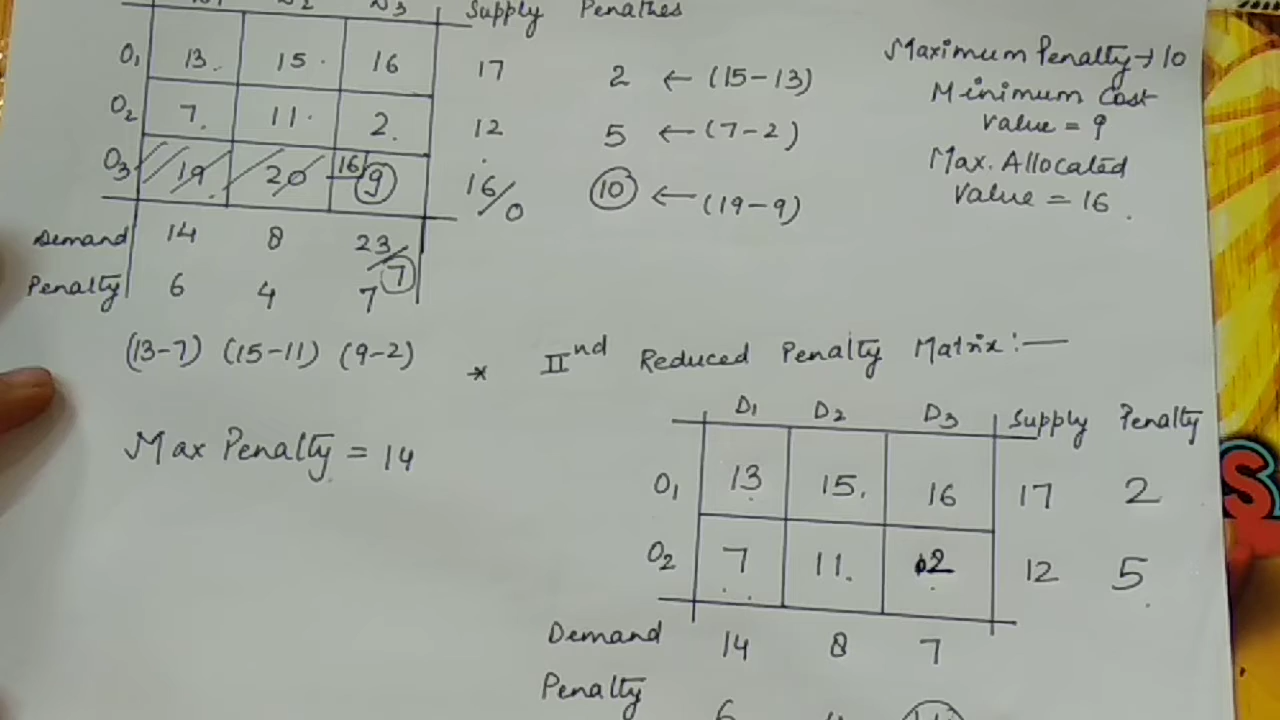 D2 D3 Supply Penalties
O1 13. 15. 16 17 2 ← (15-13)
O2 7. 11. 2. 12 5 ← (7-2)
O3 19 20 16 9 16/0 10 ← (19-9)
Demand 14 8 23/7
Penalty 6 4 7
(13-7) (15-11) (9-2)
Maximum Penalty → 10
Minimum Cost
value = 9
Max. Allocated
value = 16.
Max Penalty = 14
* IInd Reduced Penalty Matrix:—
D1 D2 D3 Supply Penalty
O1 13 15. 16 17 2
O2 7 11. 2 12 5
Demand 14 8 7
Penalty 6
S